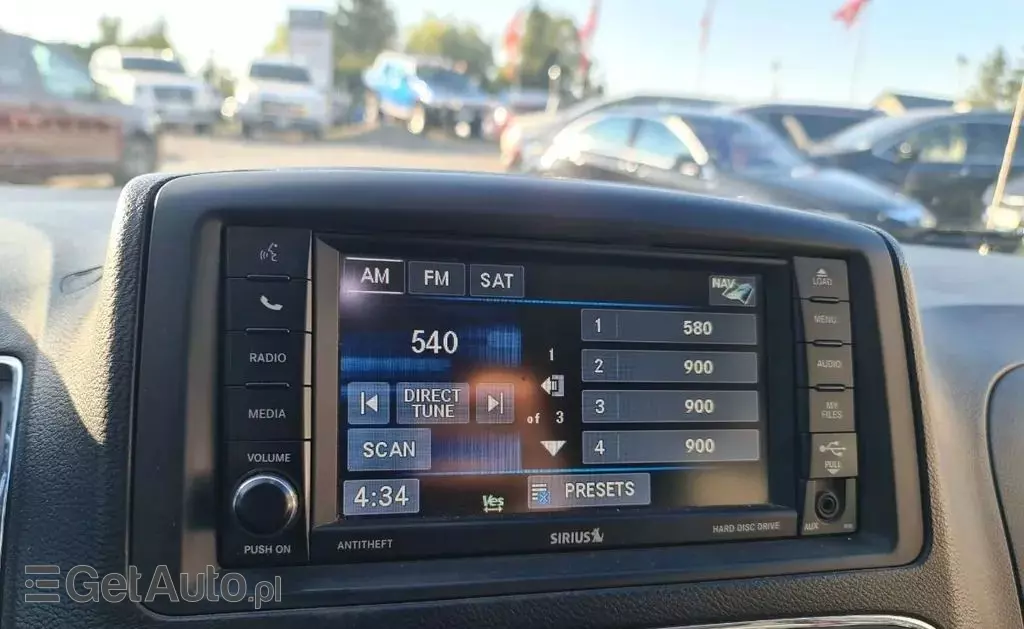 AM FM SAT
NAV
540
DIRECT
TUNE
SCAN
4:34
1
of 3
1 580
2 900
3 900
4 900
Yes
PRESETS
RADIO
MEDIA
VOLUME
PUSH ON
ANTITHEFT
SIRIUS
HARD DISC DRIVE
LOAD
MENU
AUDIO
MY
FILES
PULL
AUX
GetAuto.pl